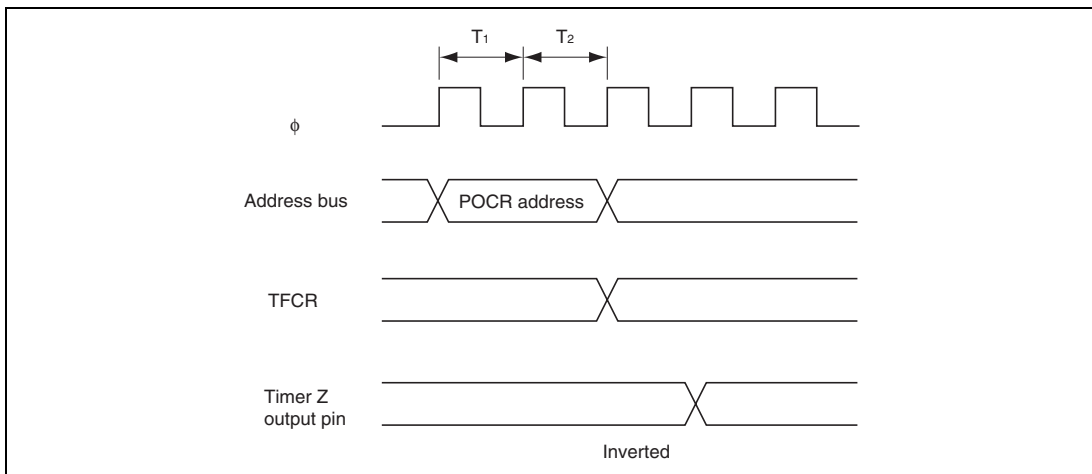 T1 T2
φ
Address bus
POCR address
TFCR
Timer Z
output pin
Inverted